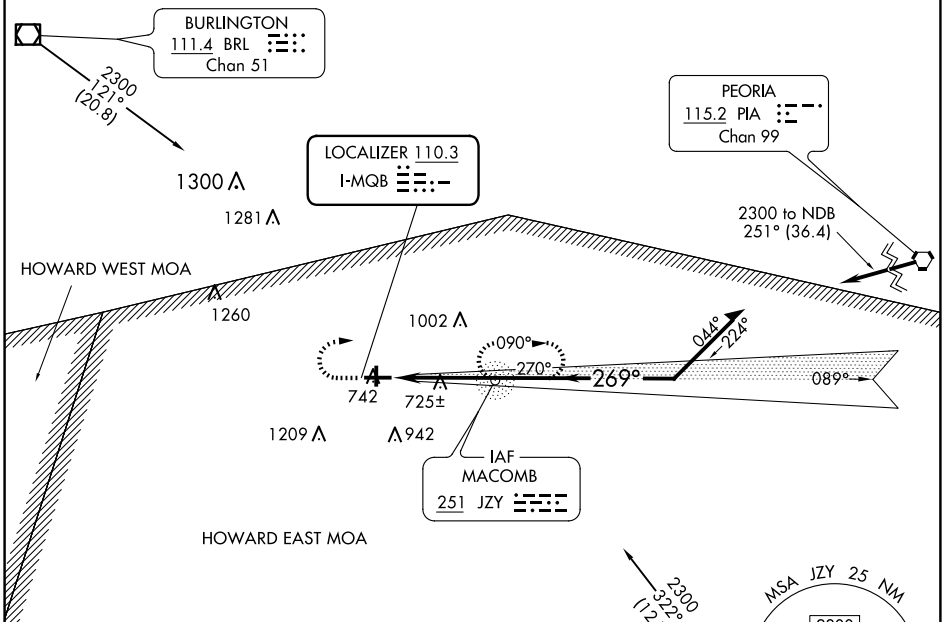 BURLINGTON
111.4 BRL
Chan 51
2300
121°
(20.8)
PEORIA
115.2 PIA
Chan 99
LOCALIZER 110.3
I-MQB
1300
1281
2300 to NDB
251° (36.4)
HOWARD WEST MOA
1260
1002
090°
270°
044°
224°
269°
089°
742
725±
1209
942
IAF
MACOMB
251 JZY
HOWARD EAST MOA
2300
322°
MSA JZY 25 NM